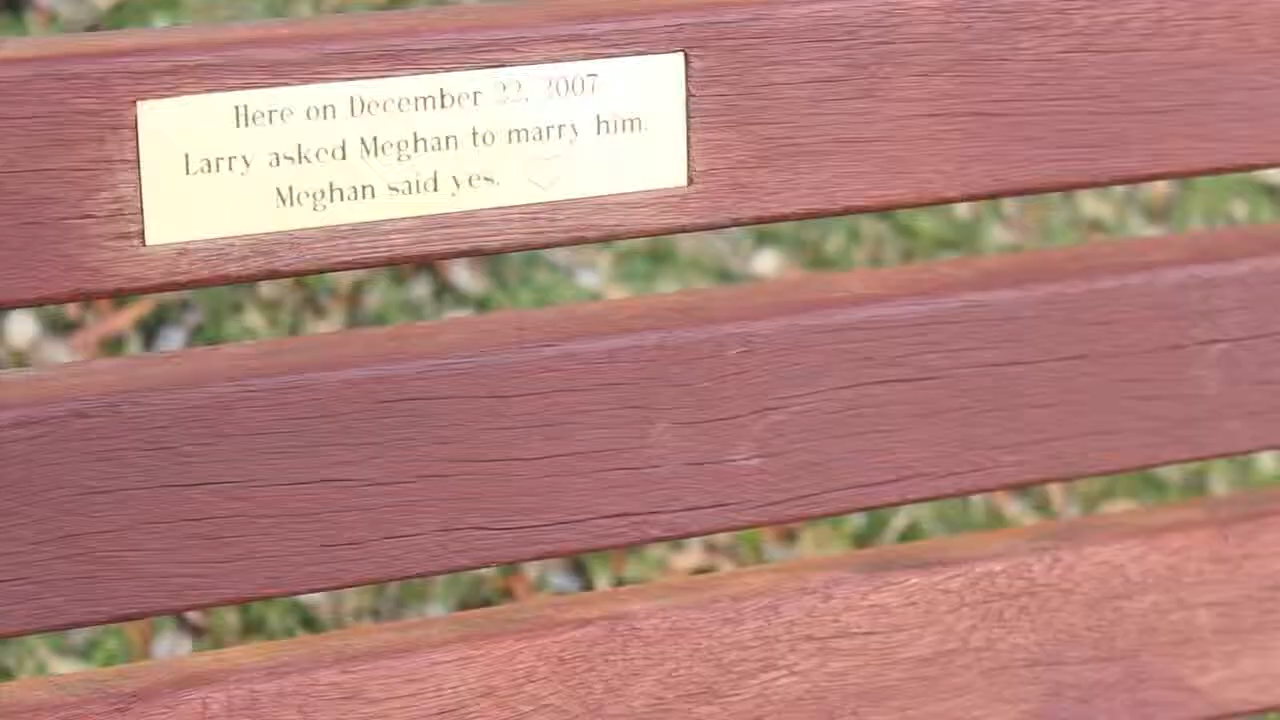 Here on December 22, 2007
Larry asked Meghan to marry him.
Meghan said yes.